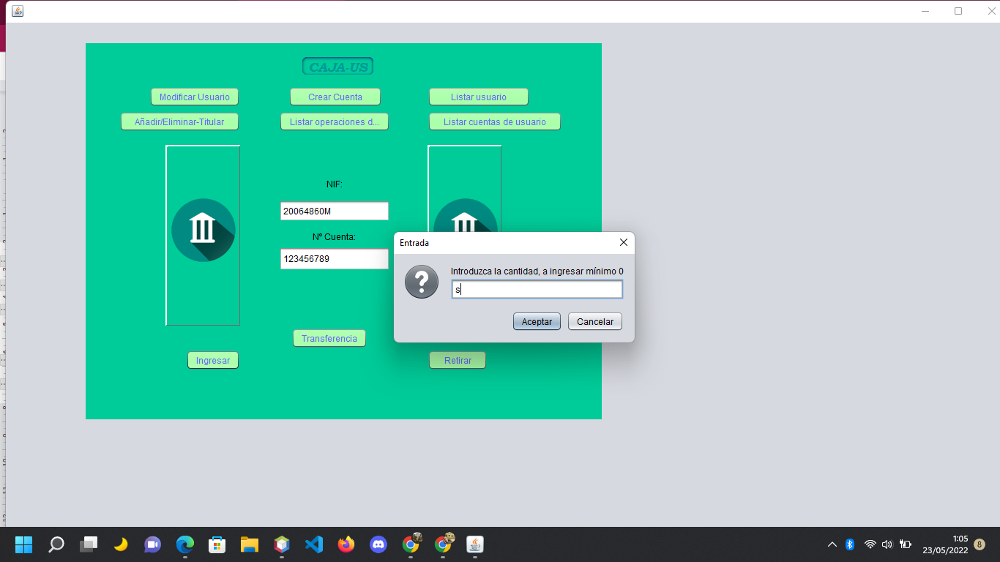 CAJA-US
Modificar Usuario
Crear Cuenta
Listar usuario
Añadir/Eliminar-Titular
Listar operaciones d...
Listar cuentas de usuario
NIF:
20064860M
Nº Cuenta:
123456789
Entrada
Introduzca la cantidad, a ingresar mínimo 0
s
Aceptar
Cancelar
Transferencia
Ingresar
Retirar
1:05
23/05/2022
8